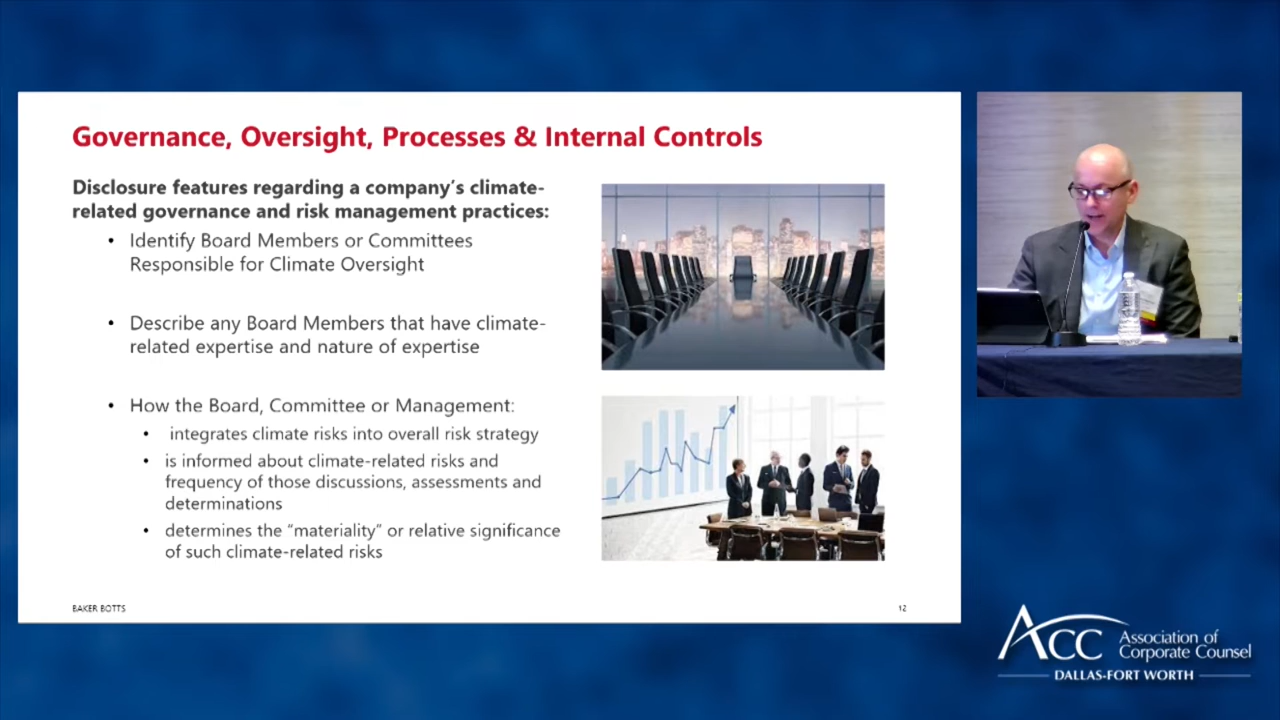 Governance, Oversight, Processes & Internal Controls
Disclosure features regarding a company's climate-
related governance and risk management practices:
• Identify Board Members or Committees
Responsible for Climate Oversight
• Describe any Board Members that have climate-
related expertise and nature of expertise
• How the Board, Committee or Management:
• integrates climate risks into overall risk strategy
• is informed about climate-related risks and
frequency of those discussions, assessments and
determinations
• determines the "materiality" or relative significance
of such climate-related risks
BAKER BOTTS
12
ACC
Association of
Corporate Counsel
DALLAS-FORT WORTH